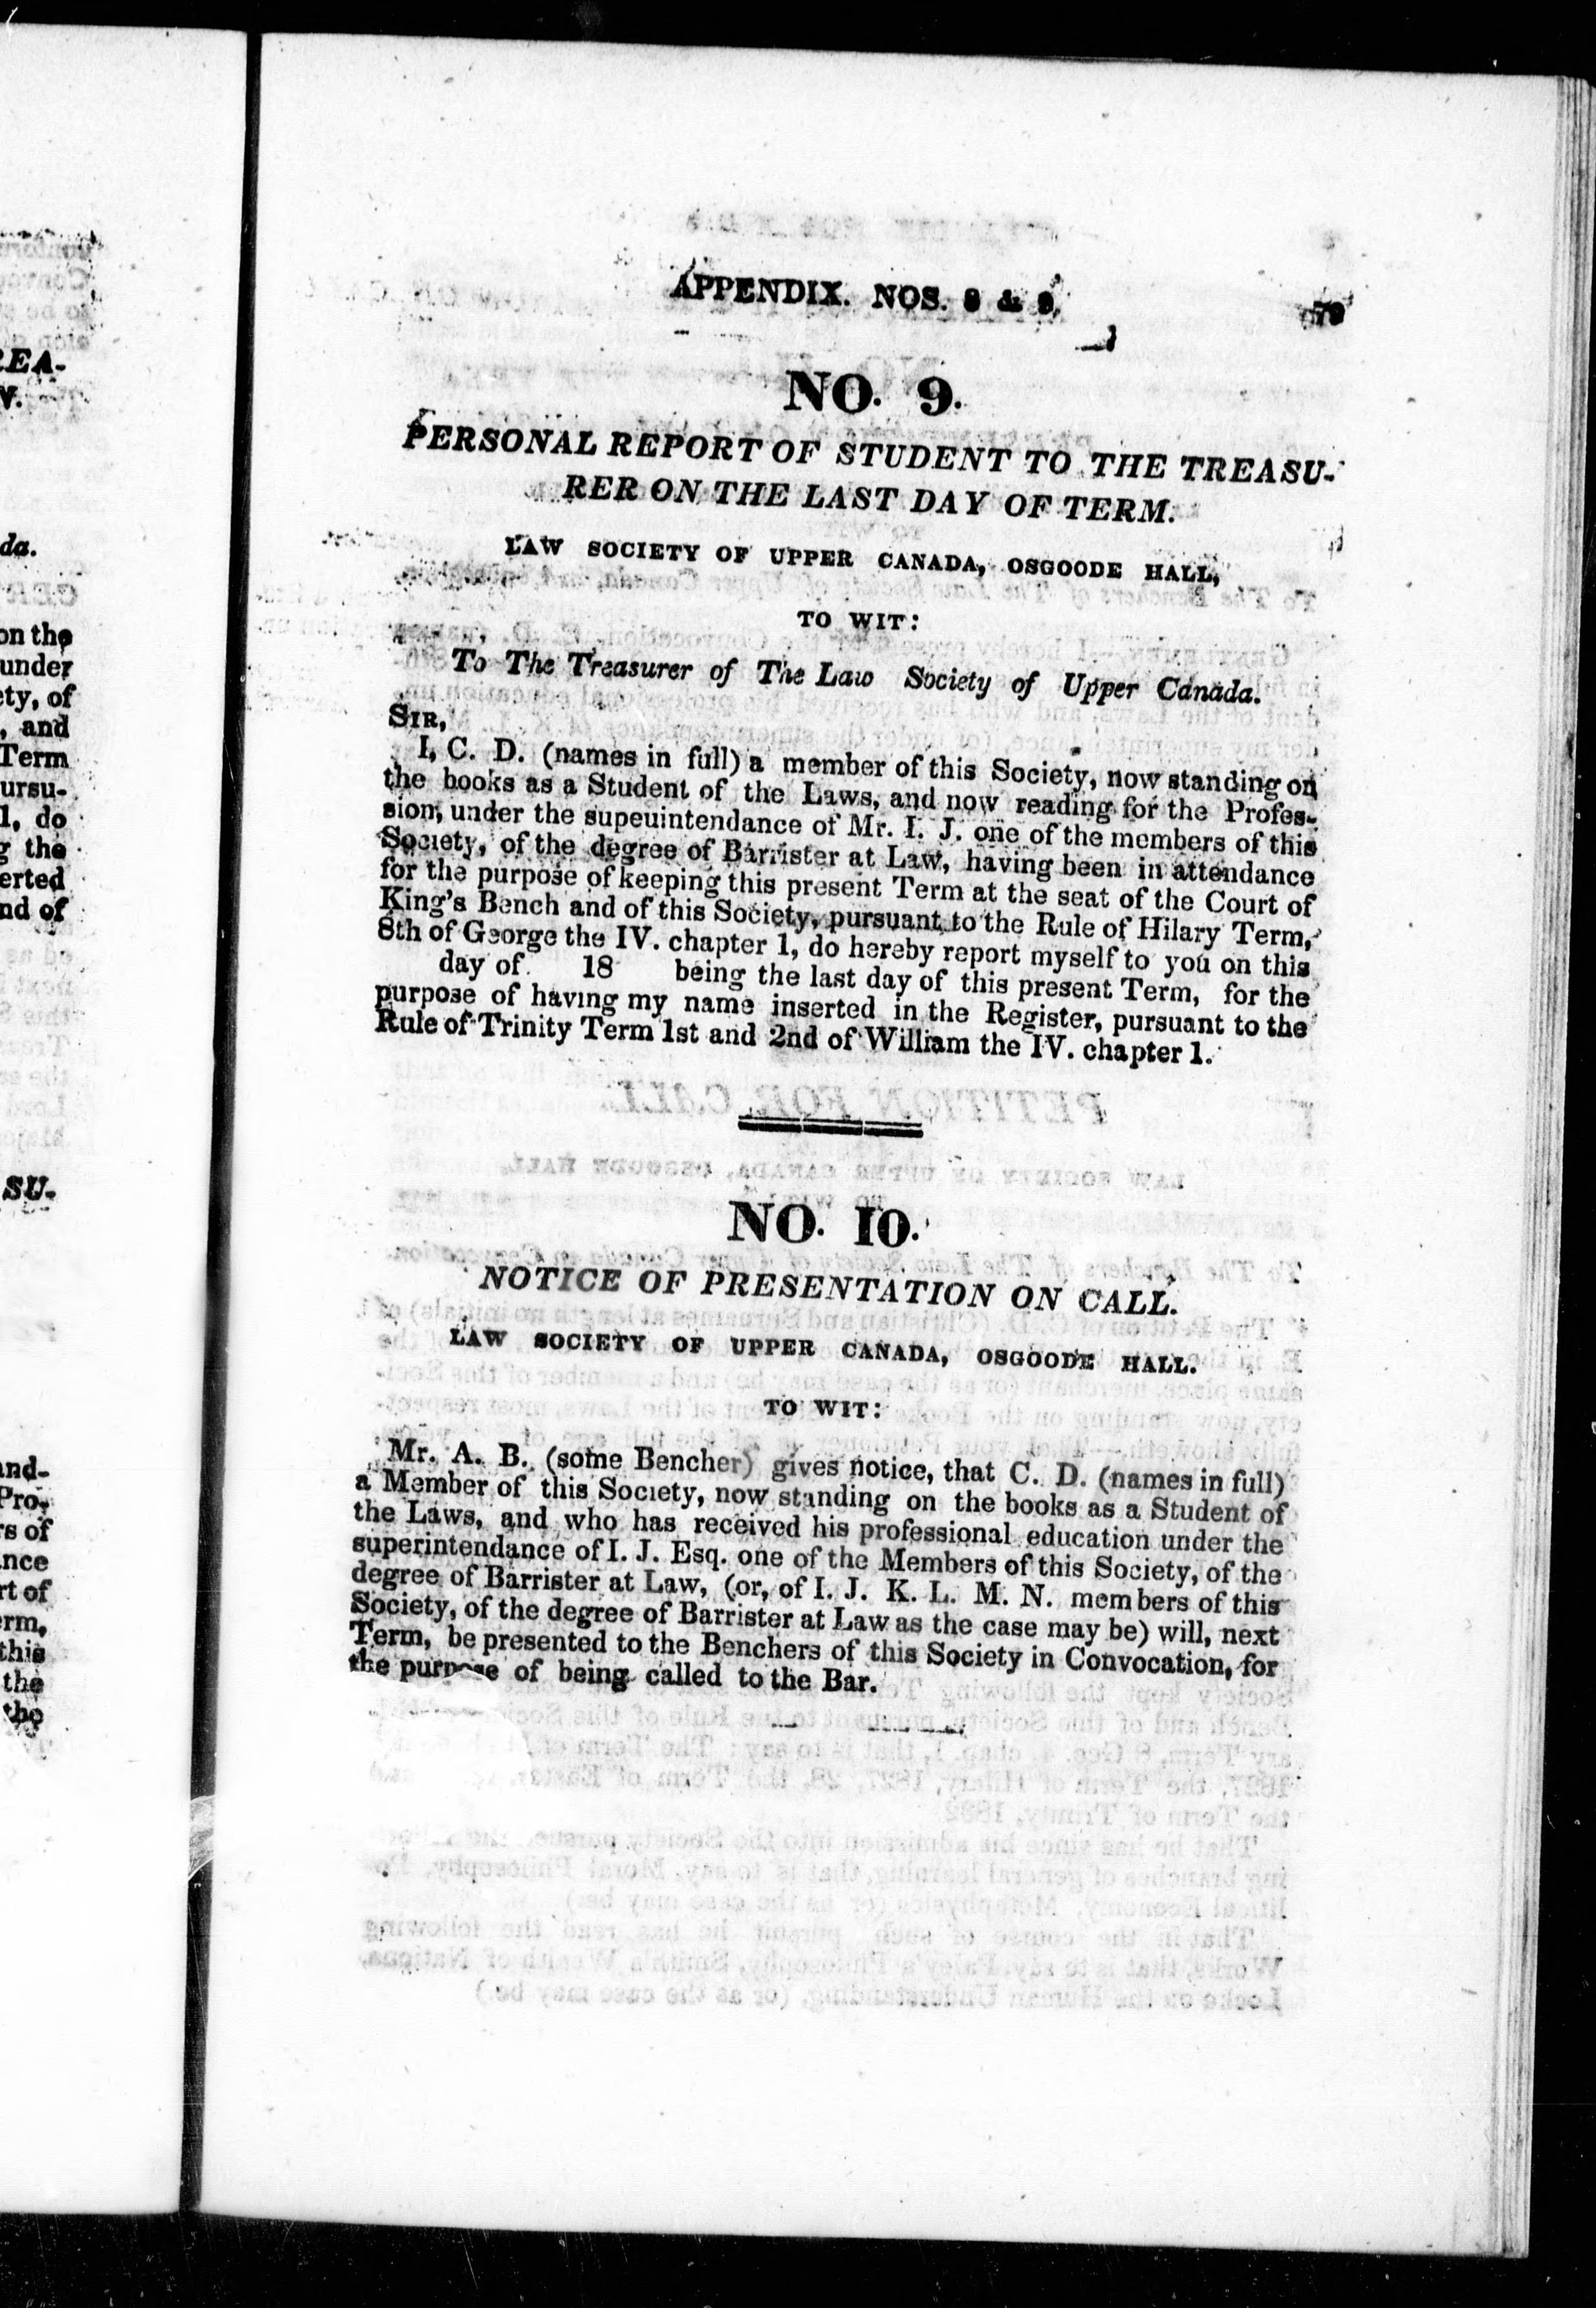 APPENDIX. NOS. 8 & 9.
79
NO. 9.
PERSONAL REPORT OF STUDENT TO THE TREASU-
RER ON THE LAST DAY OF TERM.
LAW SOCIETY OF UPPER CANADA, OSGOODE HALL,
TO WIT:
To The Treasurer of The Law Society of Upper Canada.
SIR,
I, C. D. (names in full) a member of this Society, now standing on
the books as a Student of the Laws, and now reading for the Profes-
sion, under the supeuintendance of Mr. I. J. one of the members of this
Society, of the degree of Barrister at Law, having been in attendance
for the purpose of keeping this present Term at the seat of the Court of
King's Bench and of this Society, pursuant to the Rule of Hilary Term,
8th of George the IV. chapter 1, do hereby report myself to you on this
day of 18 being the last day of this present Term, for the
purpose of having my name inserted in the Register, pursuant to the
Rule of Trinity Term 1st and 2nd of William the IV. chapter 1.
NO. 10.
NOTICE OF PRESENTATION ON CALL.
LAW SOCIETY OF UPPER CANADA, OSGOODE HALL.
TO WIT:
Mr. A. B. (some Bencher) gives notice, that C. D. (names in full)
a Member of this Society, now standing on the books as a Student of
the Laws, and who has received his professional education under the
superintendance of I. J. Esq. one of the Members of this Society, of the
degree of Barrister at Law, (or, of I. J. K. L. M. N. members of this
Society, of the degree of Barrister at Law as the case may be) will, next
Term, be presented to the Benchers of this Society in Convocation, for
the purpose of being called to the Bar.